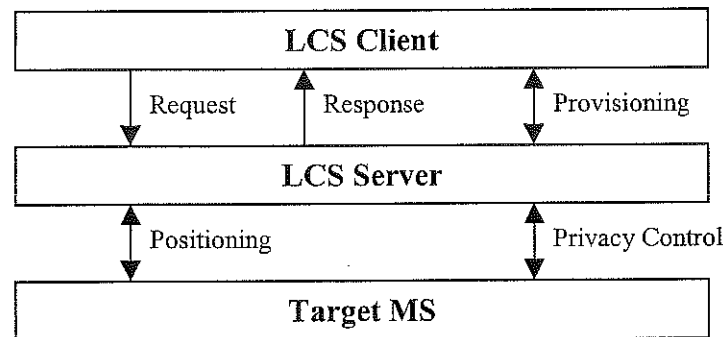 LCS Client
Request Response Provisioning
LCS Server
Positioning Privacy Control
Target MS